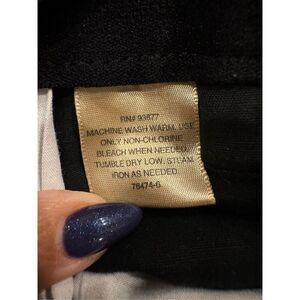 RN# 93677
MACHINE WASH WARM. USE
ONLY NON-CHLORINE
BLEACH WHEN NEEDED.
TUMBLE DRY LOW. STEAM
IRON AS NEEDED.
76474-6